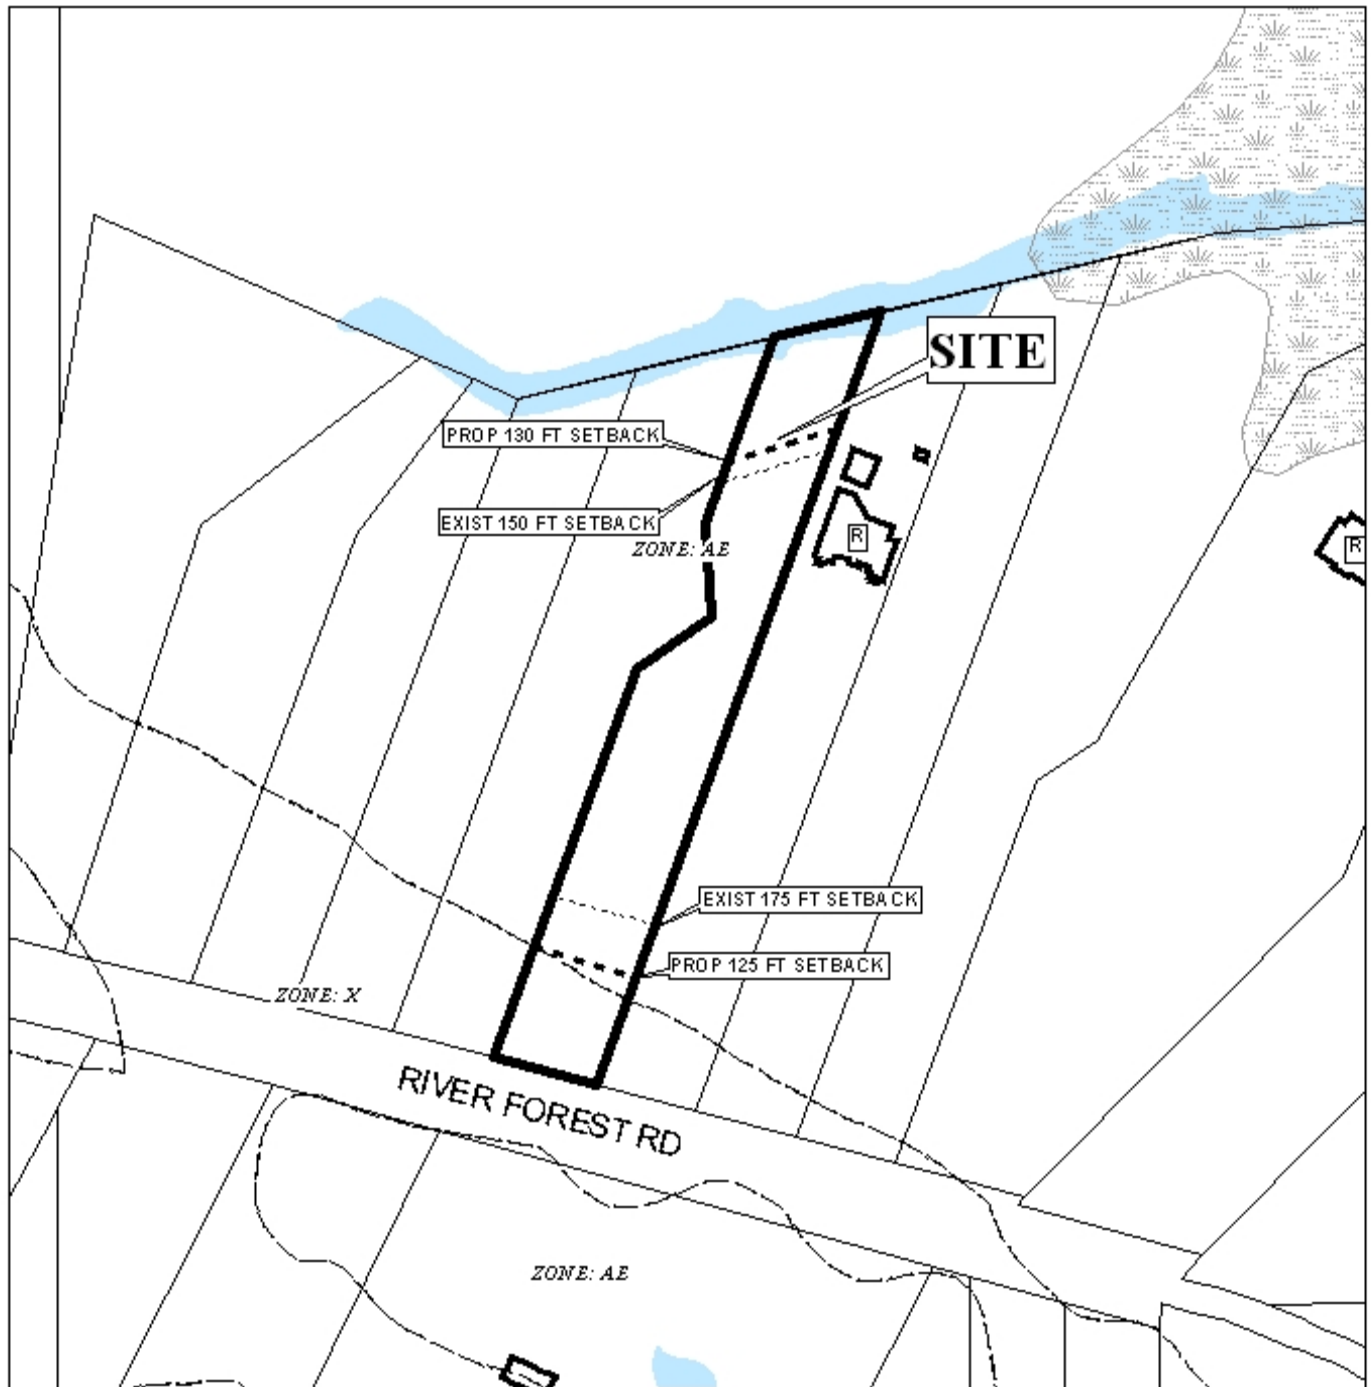 SITE
PROP 130 FT SETBACK
EXIST 150 FT SETBACK
ZONE: AE
R
R
EXIST 175 FT SETBACK
PROP 125 FT SETBACK
ZONE: X
RIVER FOREST RD
ZONE: AE